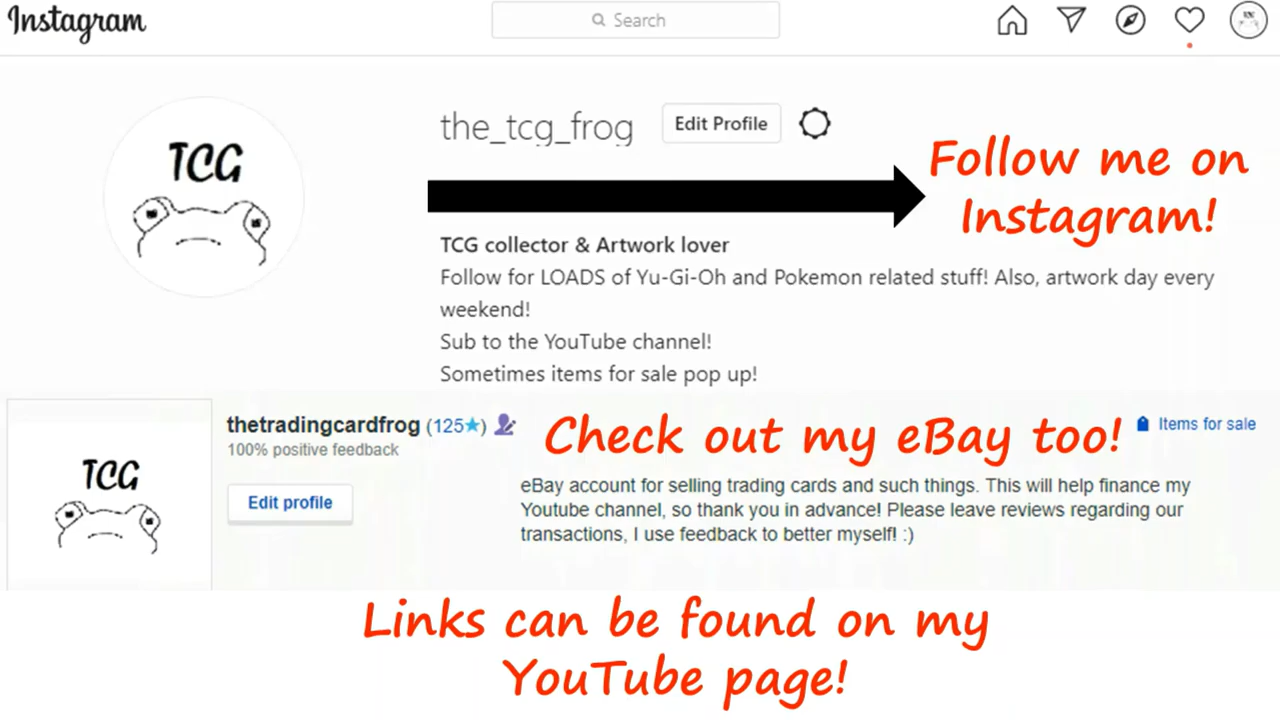 Instagram
Search
TCG
the_tcg_frog
Edit Profile
Follow me on
Instagram!
TCG collector & Artwork lover
Follow for LOADS of Yu-Gi-Oh and Pokemon related stuff! Also, artwork day every
weekend!
Sub to the YouTube channel!
Sometimes items for sale pop up!
TCG
thetradingcardfrog (125★)
100% positive feedback
Edit profile
Check out my eBay too!
Items for sale
eBay account for selling trading cards and such things. This will help finance my
Youtube channel, so thank you in advance! Please leave reviews regarding our
transactions, I use feedback to better myself! :)
Links can be found on my
YouTube page!